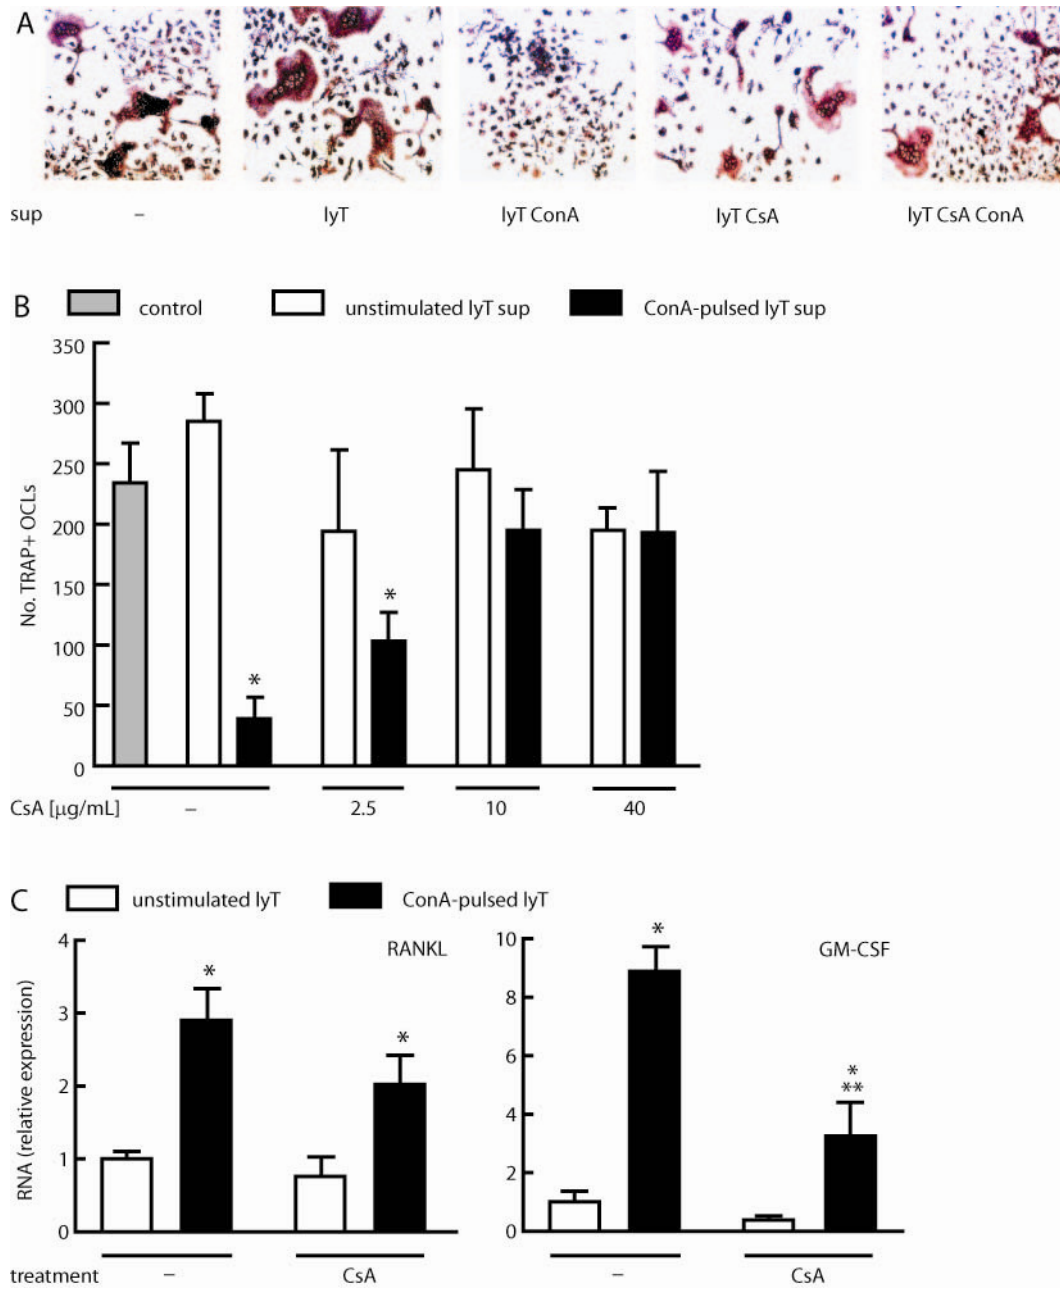 A
sup – lyT lyT ConA lyT CsA lyT CsA ConA
B control unstimulated lyT sup ConA-pulsed lyT sup
No. TRAP+ OCLs
350
300
250
200
150
100
50
0
*
*
CsA [µg/mL] – 2.5 10 40
C unstimulated lyT ConA-pulsed lyT
RNA (relative expression)
RANKL
4
3
2
1
0
*
*
GM-CSF
10
8
6
4
2
0
*
*
**
treatment – CsA – CsA